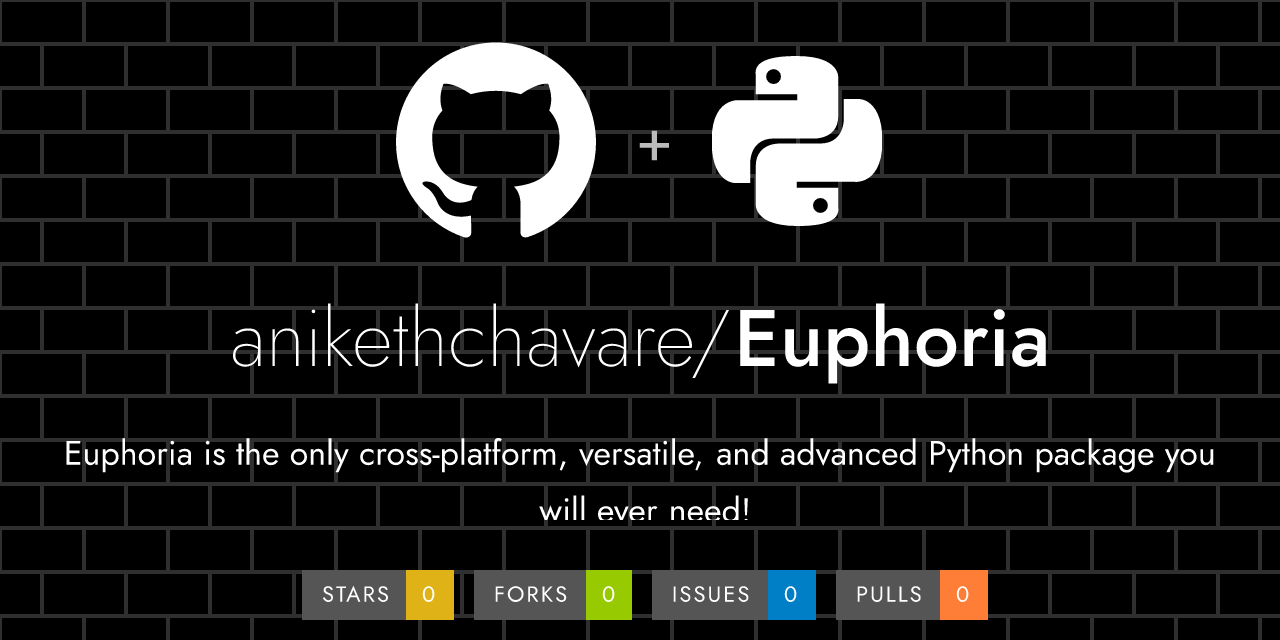 +
anikethchavare/Euphoria
Euphoria is the only cross-platform, versatile, and advanced Python package you
will ever need!
STARS 0 FORKS 0 ISSUES 0 PULLS 0